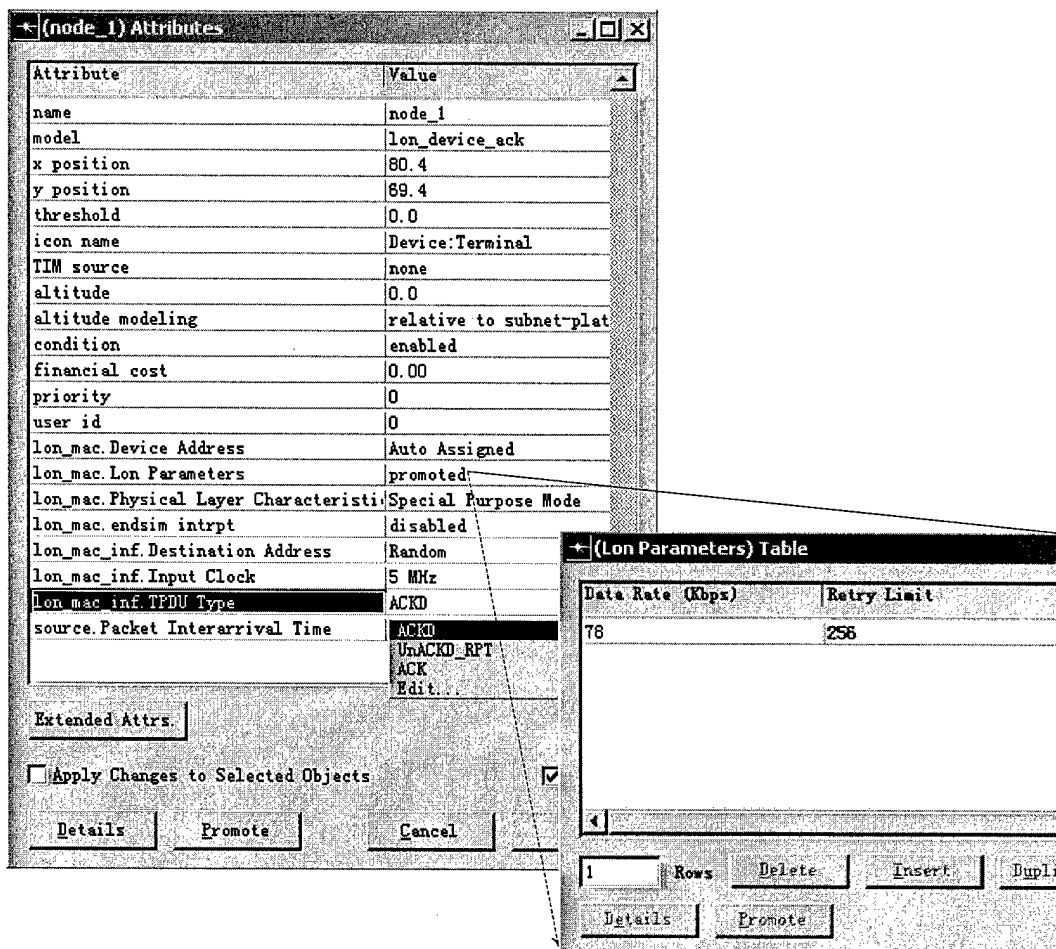 (node_1) Attributes
Attribute Value
name node_1
model lon_device_ack
x position 80.4
y position 69.4
threshold 0.0
icon name Device:Terminal
TIM source none
altitude 0.0
altitude modeling relative to subnet-plat
condition enabled
financial cost 0.00
priority 0
user id 0
lon_mac.Device Address Auto Assigned
lon_mac.Lon Parameters promoted
lon_mac.Physical Layer Characteristi Special Purpose Mode
lon_mac.endsim intrpt disabled
lon_mac_inf.Destination Address Random
lon_mac_inf.Input Clock 5 MHz
lon_mac_inf.TPDU Type ACKD
source.Packet Interarrival Time ACKD
UnACKD_RPT
ACK
Edit...
Extended Attrs.
Apply Changes to Selected Objects
Details Promote Cancel
(Lon Parameters) Table
Data Rate (Kbps) Retry Limit
78 256
1 Rows Delete Insert Dupli
Details Promote